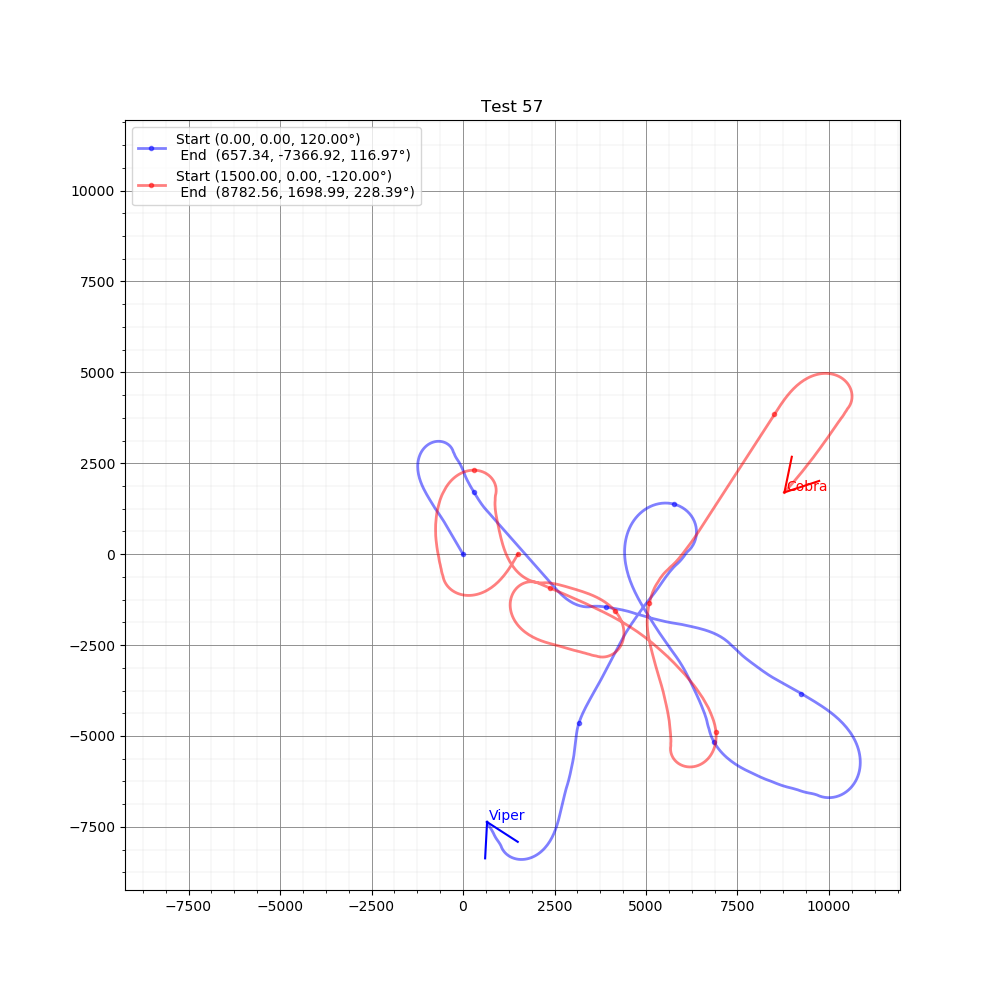 Test 57
Start (0.00, 0.00, 120.00°)
End (657.34, -7366.92, 116.97°)
Start (1500.00, 0.00, -120.00°)
End (8782.56, 1698.99, 228.39°)
10000
7500
5000
2500
0
−2500
−5000
−7500
Cobra
Viper
−7500 −5000 −2500 0 2500 5000 7500 10000